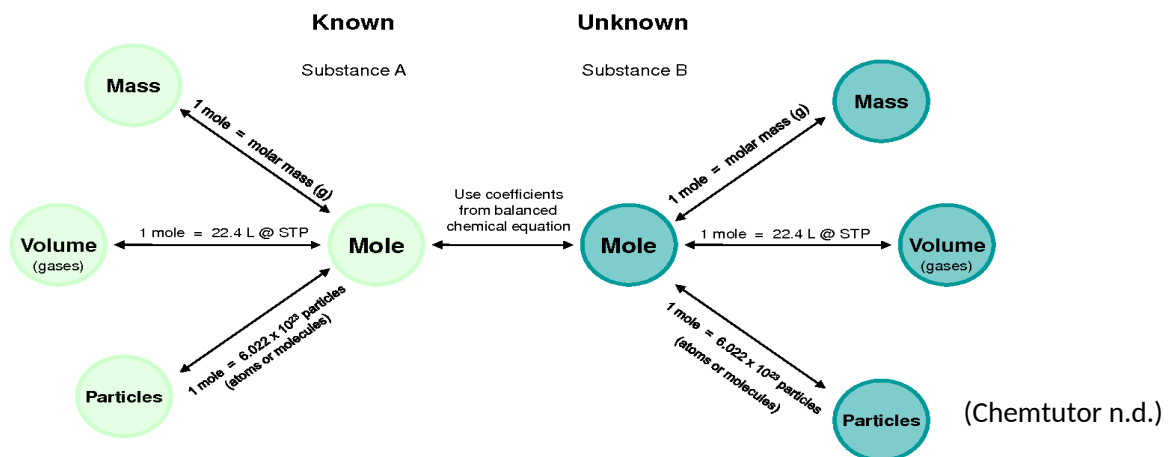 Known
Unknown
Substance A
Substance B
Mass
Mass
1 mole = molar mass (g)
1 mole = molar mass (g)
Use coefficients
from balanced
chemical equation
Volume
(gases)
1 mole = 22.4 L @ STP
Mole
Mole
1 mole = 22.4 L @ STP
Volume
(gases)
1 mole = 6.022 x 10²³ particles
(atoms or molecules)
1 mole = 6.022 x 10²³ particles
(atoms or molecules)
Particles
Particles
(Chemtutor n.d.)